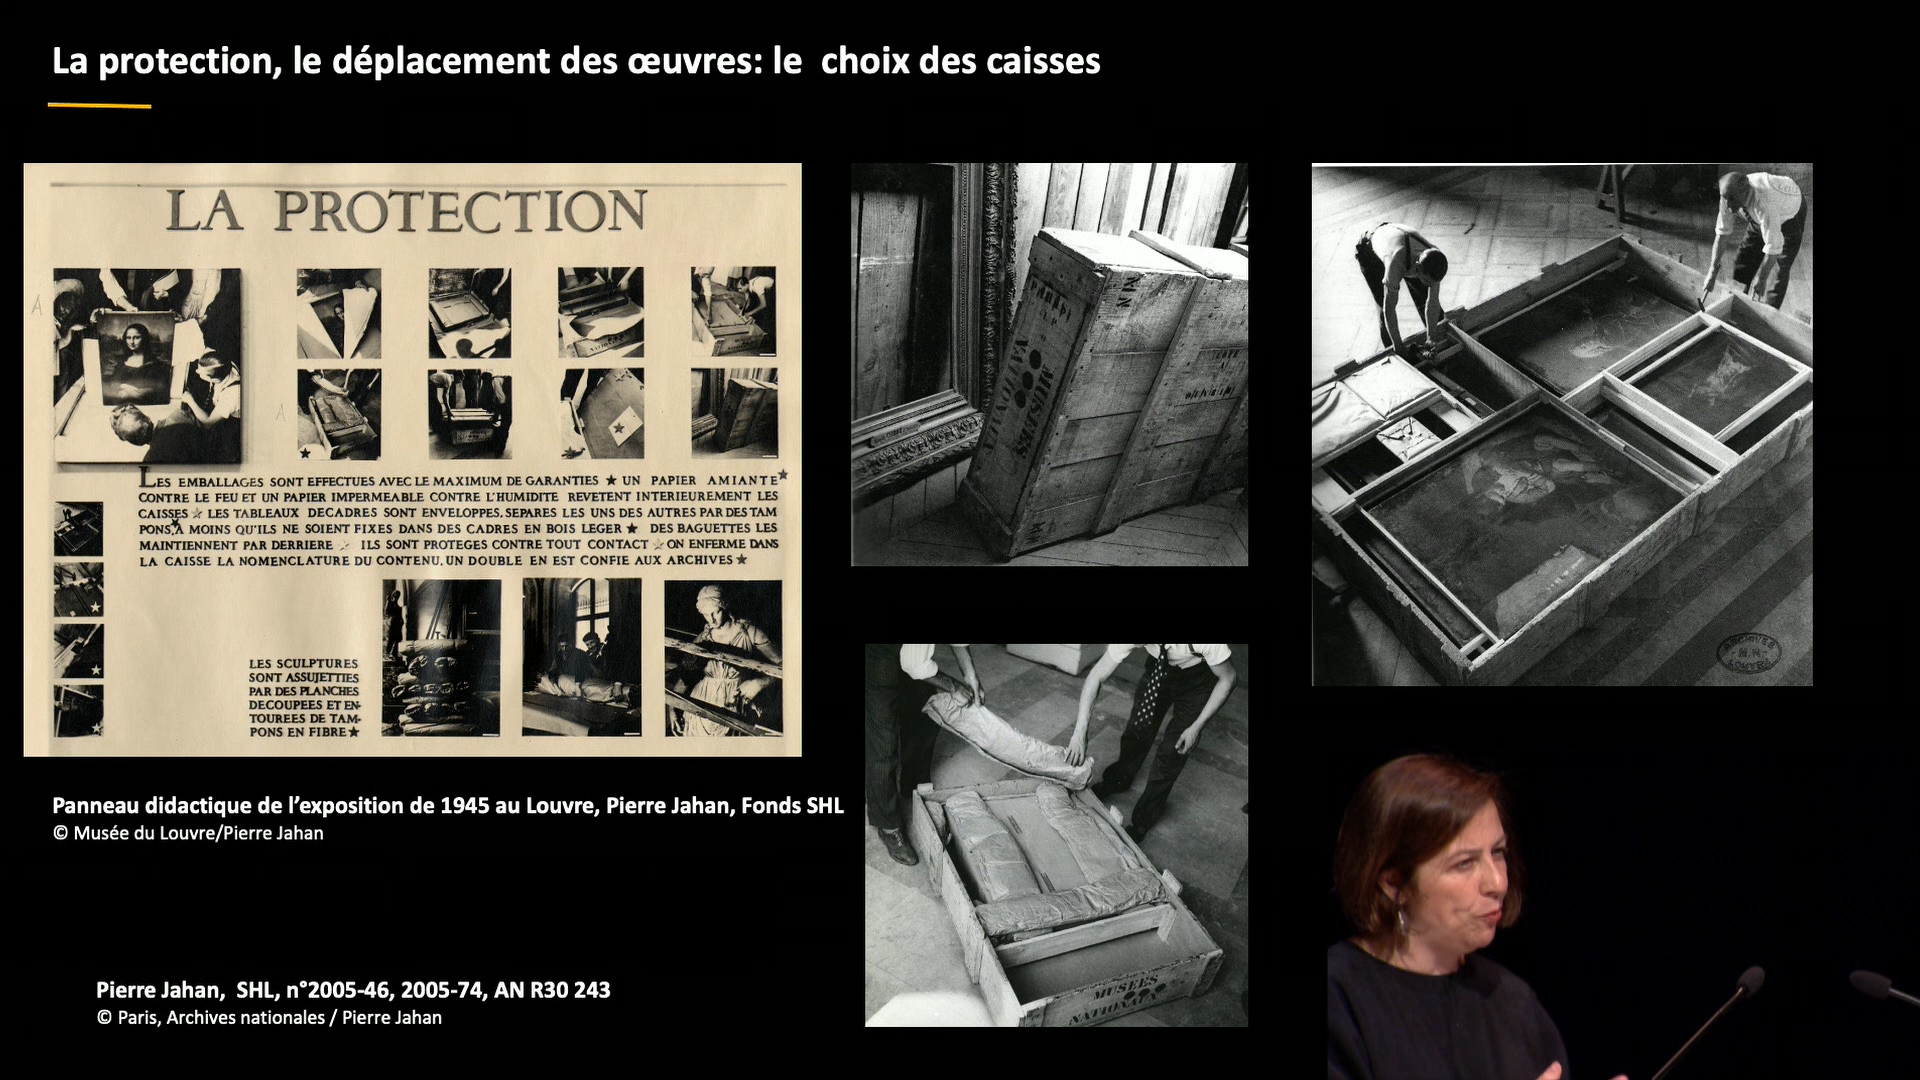 La protection, le déplacement des œuvres: le  choix des caisses
LA PROTECTION
LES EMBALLAGES SONT EFFECTUES AVEC LE MAXIMUM DE GARANTIES ★ UN PAPIER AMIANTE ★
CONTRE LE FEU ET UN PAPIER IMPERMEABLE CONTRE L'HUMIDITE REVETENT INTERIEUREMENT LES
CAISSES ★ LES TABLEAUX DECADRES SONT ENVELOPPES, SEPARES LES UNS DES AUTRES PAR DES TAM
PONS, A MOINS QU'ILS NE SOIENT FIXES DANS DES CADRES EN BOIS LEGER ★ DES BAGUETTES LES
MAINTIENNENT PAR DERRIERE ★ ILS SONT PROTEGES CONTRE TOUT CONTACT ★ ON ENFERME DANS
LA CAISSE LA NOMENCLATURE DU CONTENU. UN DOUBLE EN EST CONFIE AUX ARCHIVES ★
LES SCULPTURES
SONT ASSUJETTIES
PAR DES PLANCHES
DECOUPEES ET EN-
TOUREES DE TAM-
PONS EN FIBRE ★
MUSÉES
NATIONAUX
MUSÉES
NATIONAUX
ARCHIVES
M.N.
LOUVRE
Panneau didactique de l’exposition de 1945 au Louvre, Pierre Jahan, Fonds SHL
© Musée du Louvre/Pierre Jahan
Pierre Jahan,  SHL, n°2005-46, 2005-74, AN R30 243
© Paris, Archives nationales / Pierre Jahan